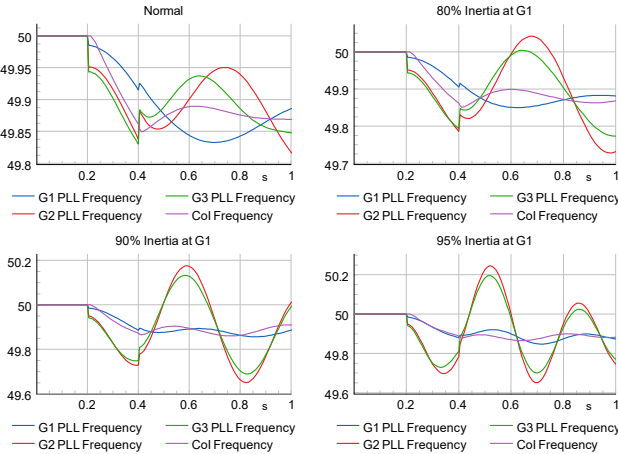 Normal
50
49.95
49.9
49.85
49.8
0.2 0.4 0.6 0.8 s 1
G1 PLL Frequency G3 PLL Frequency
G2 PLL Frequency CoI Frequency
80% Inertia at G1
50
49.9
49.8
49.7
0.2 0.4 0.6 0.8 s 1
G1 PLL Frequency G3 PLL Frequency
G2 PLL Frequency CoI Frequency
90% Inertia at G1
50.2
50
49.8
49.6
0.2 0.4 0.6 0.8 s 1
G1 PLL Frequency G3 PLL Frequency
G2 PLL Frequency CoI Frequency
95% Inertia at G1
50.2
50
49.8
49.6
0.2 0.4 0.6 0.8 s 1
G1 PLL Frequency G3 PLL Frequency
G2 PLL Frequency CoI Frequency